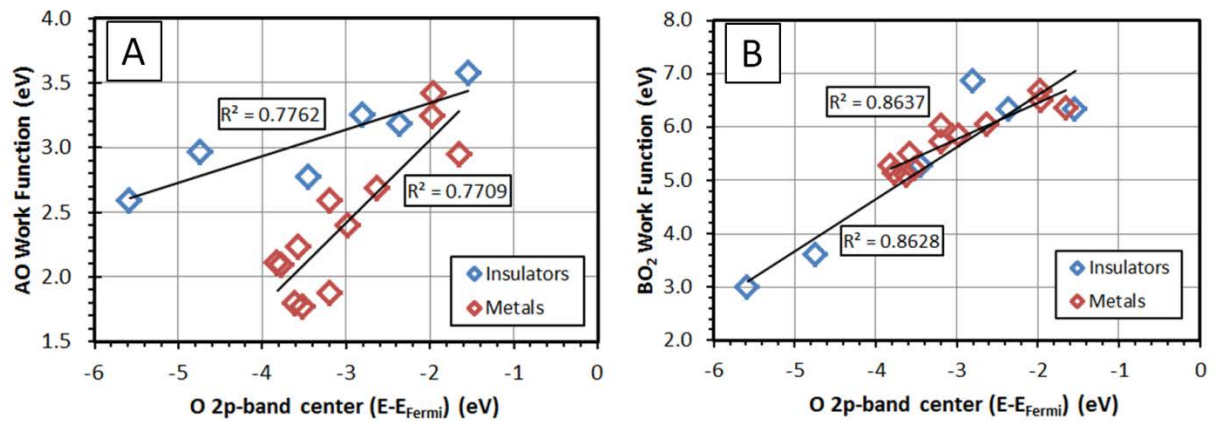 A
4.0
3.5
3.0
2.5
2.0
1.5
AO Work Function (eV)
R² = 0.7762
R² = 0.7709
Insulators
Metals
-6 -5 -4 -3 -2 -1 0
O 2p-band center (E-EFermi) (eV)
B
8.0
7.0
6.0
5.0
4.0
3.0
2.0
BO₂ Work Function (eV)
R² = 0.8637
R² = 0.8628
Insulators
Metals
-6 -5 -4 -3 -2 -1 0
O 2p-band center (E-EFermi) (eV)